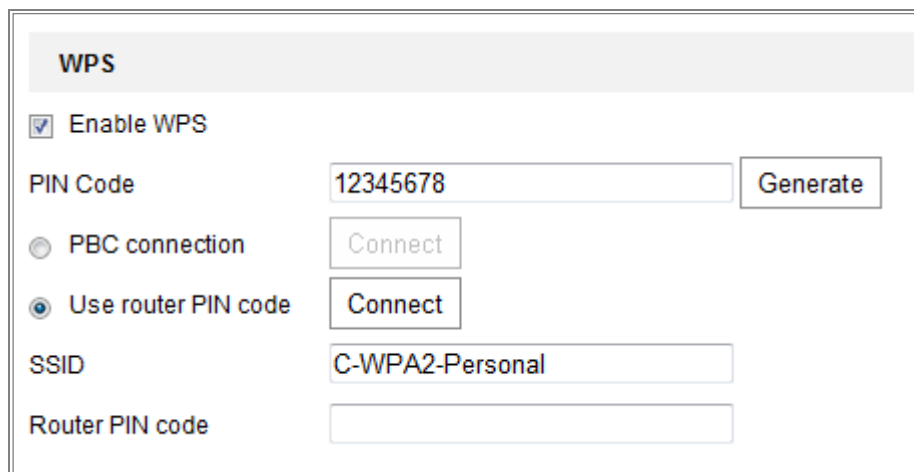 WPS
Enable WPS
PIN Code 12345678 Generate
PBC connection Connect
Use router PIN code Connect
SSID C-WPA2-Personal
Router PIN code